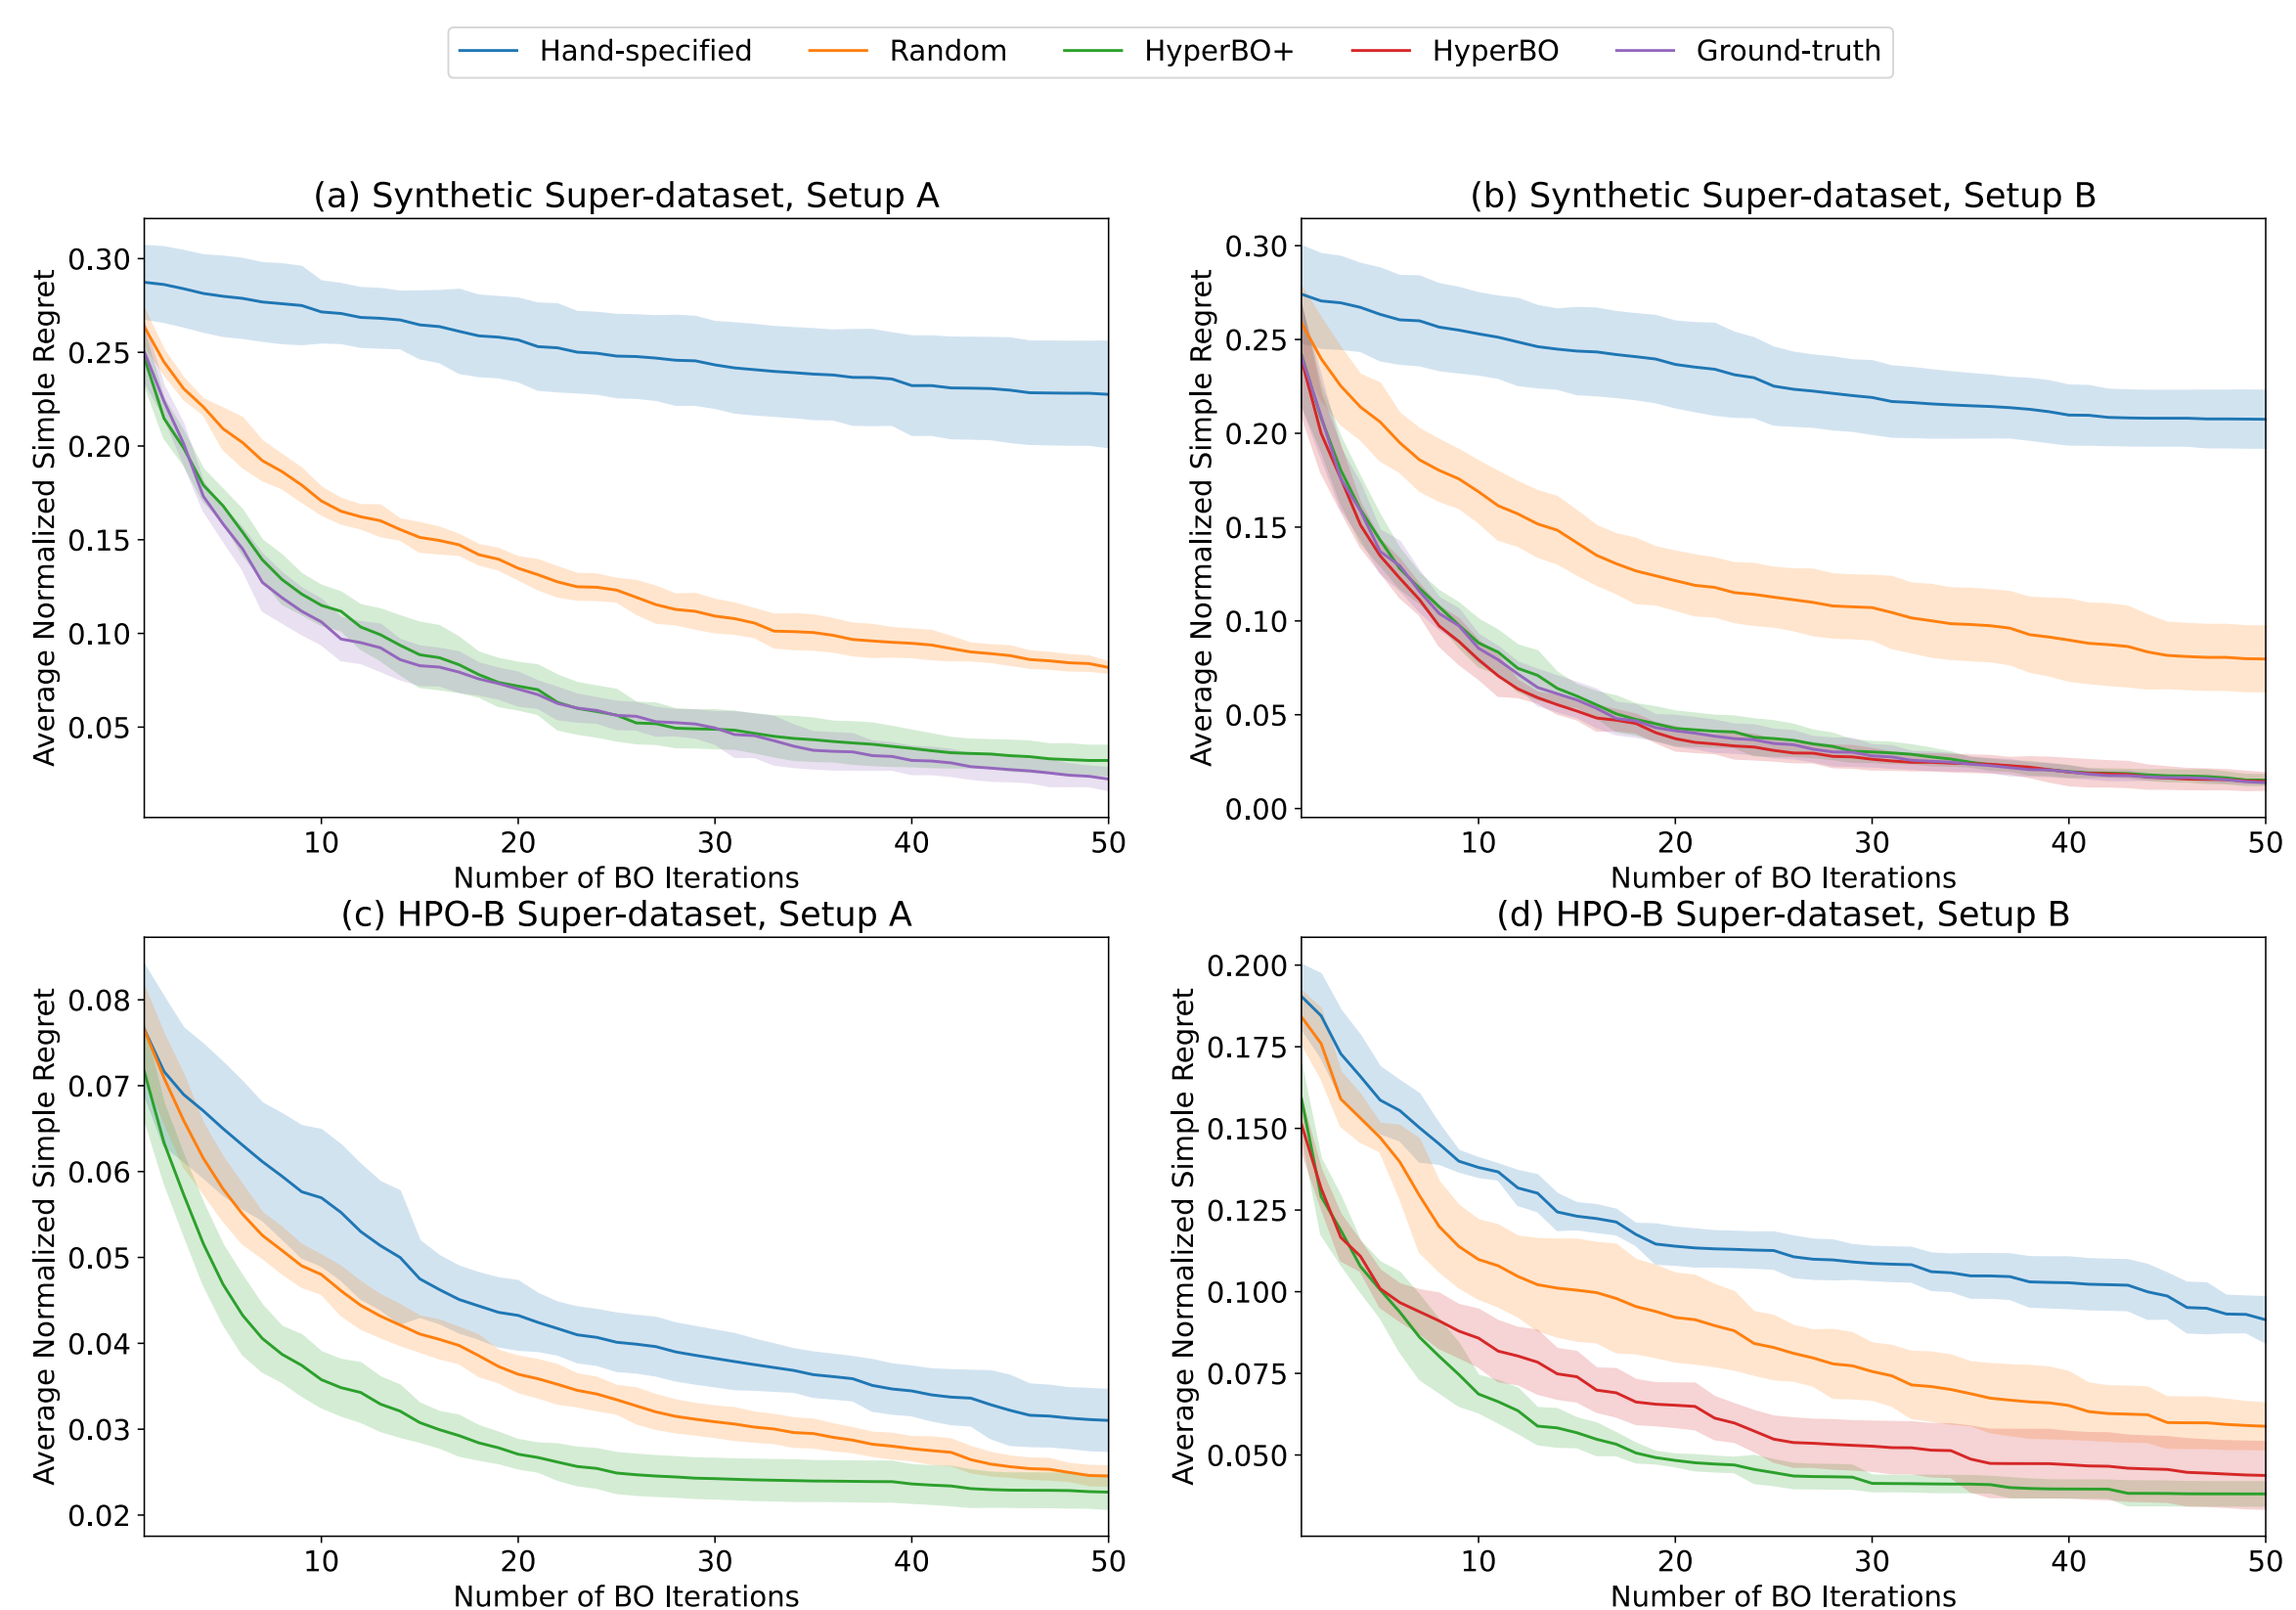 Hand-specified Random HyperBO+ HyperBO Ground-truth
(a) Synthetic Super-dataset, Setup A
Average Normalized Simple Regret
0.30
0.25
0.20
0.15
0.10
0.05
10 20 30 40 50
Number of BO Iterations
(b) Synthetic Super-dataset, Setup B
Average Normalized Simple Regret
0.30
0.25
0.20
0.15
0.10
0.05
0.00
10 20 30 40 50
Number of BO Iterations
(c) HPO-B Super-dataset, Setup A
Average Normalized Simple Regret
0.08
0.07
0.06
0.05
0.04
0.03
0.02
10 20 30 40 50
Number of BO Iterations
(d) HPO-B Super-dataset, Setup B
Average Normalized Simple Regret
0.200
0.175
0.150
0.125
0.100
0.075
0.050
10 20 30 40 50
Number of BO Iterations